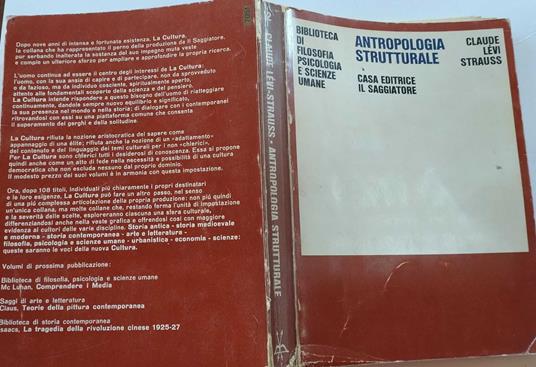 Dopo nove anni di intensa e fortunata esistenza, La Cultura,
la collana che ha rappresentato il perno della produzione de Il Saggiatore,
pur serbando inalterata la sostanza del suo impegno muta veste
e compie un ulteriore sforzo per ampliare e approfondire la propria ricerca.
L'uomo continua ad essere il centro degli interessi de La Cultura:
l'uomo, con la sua ansia di capire e di partecipare, non da sprovveduto
o da lazioso, ma da individuo cosciente, spiritualmente aperto,
attento alle fondamentali scoperte della scienza e del pensiero.
La Cultura intende rispondere a questo bisogno dell'uomo di riatteggiare
continuamente, dandole sempre nuovo equilibrio e significato,
la sua presenza nel mondo e nella storia; di dialogare con i contemporanei
ritrovandosi con essi su una piattaforma comune che consenta
il superamento dei gerghi e della solitudine.
La Cultura rifiuta la nozione aristocratica del sapere come
appannaggio di una élite; rifiuta anche la nozione di un «adattamento»
del contenuto e del linguaggio dei temi culturali per i non «chierici».
Per La Cultura sono chierici tutti i desiderosi di conoscenza. Essa si propone
quindi anche come un atto di fede nella necessità e possibilità di una cultura
democratica che non escluda nessuno dal proprio dominio.
Il modesto prezzo dei suoi volumi è in armonia con questa impostazione.
Ora, dopo 108 titoli, individuati più chiaramente i propri destinatari
e le loro esigenze, La Cultura può fare un altro passo, nel senso
di una più complessa articolazione della propria produzione: non più quindi
un'unica collana, ma molte collane che, restando ferma l'unità di impostazione
e la severità delle scelte, esploreranno ciascuna una sfera culturale,
differenziandosi anche nella veste grafica e offrendosi così con maggiore
evidenza ai cultori delle varie discipline. Storia antica - storia medioevale
e moderna - storia contemporanea - arte e letteratura -
filosofia, psicologia e scienze umane - urbanistica - economia - scienze:
queste saranno le voci della nuova Cultura.
Volumi di prossima pubblicazione:
Biblioteca di filosofia, psicologia e scienze umane
Mc Luhan, Comprendere i Media
Saggi di arte e letteratura
Claus, Teorie della pittura contemporanea
Biblioteca di storia contemporanea
Isaacs, La tragedia della rivoluzione cinese 1925-27
CLAUDE LÉVI-STRAUSS • ANTROPOLOGIA STRUTTURALE
BIBLIOTECA
DI
FILOSOFIA
PSICOLOGIA
E SCIENZE
UMANE
ANTROPOLOGIA
STRUTTURALE
CASA EDITRICE
IL SAGGIATORE
CLAUDE
LÉVI
STRAUSS